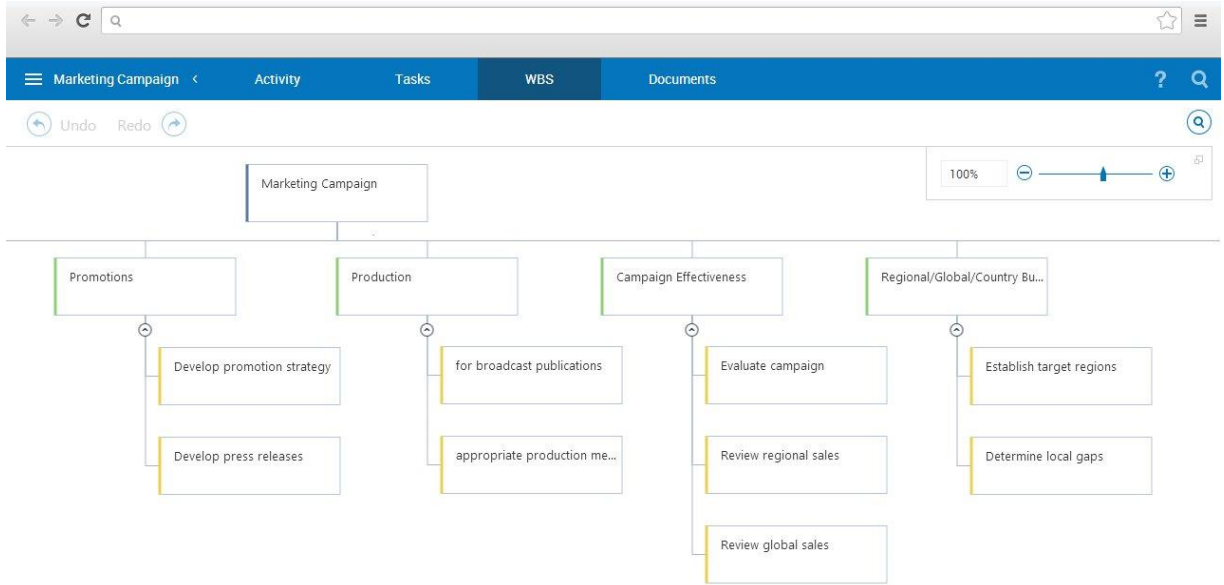 Marketing Campaign Activity Tasks WBS Documents ?
Undo Redo
100%
Marketing Campaign
Promotions Production Campaign Effectiveness Regional/Global/Country Bu...
Develop promotion strategy for broadcast publications Evaluate campaign Establish target regions
Develop press releases appropriate production me... Review regional sales Determine local gaps
Review global sales